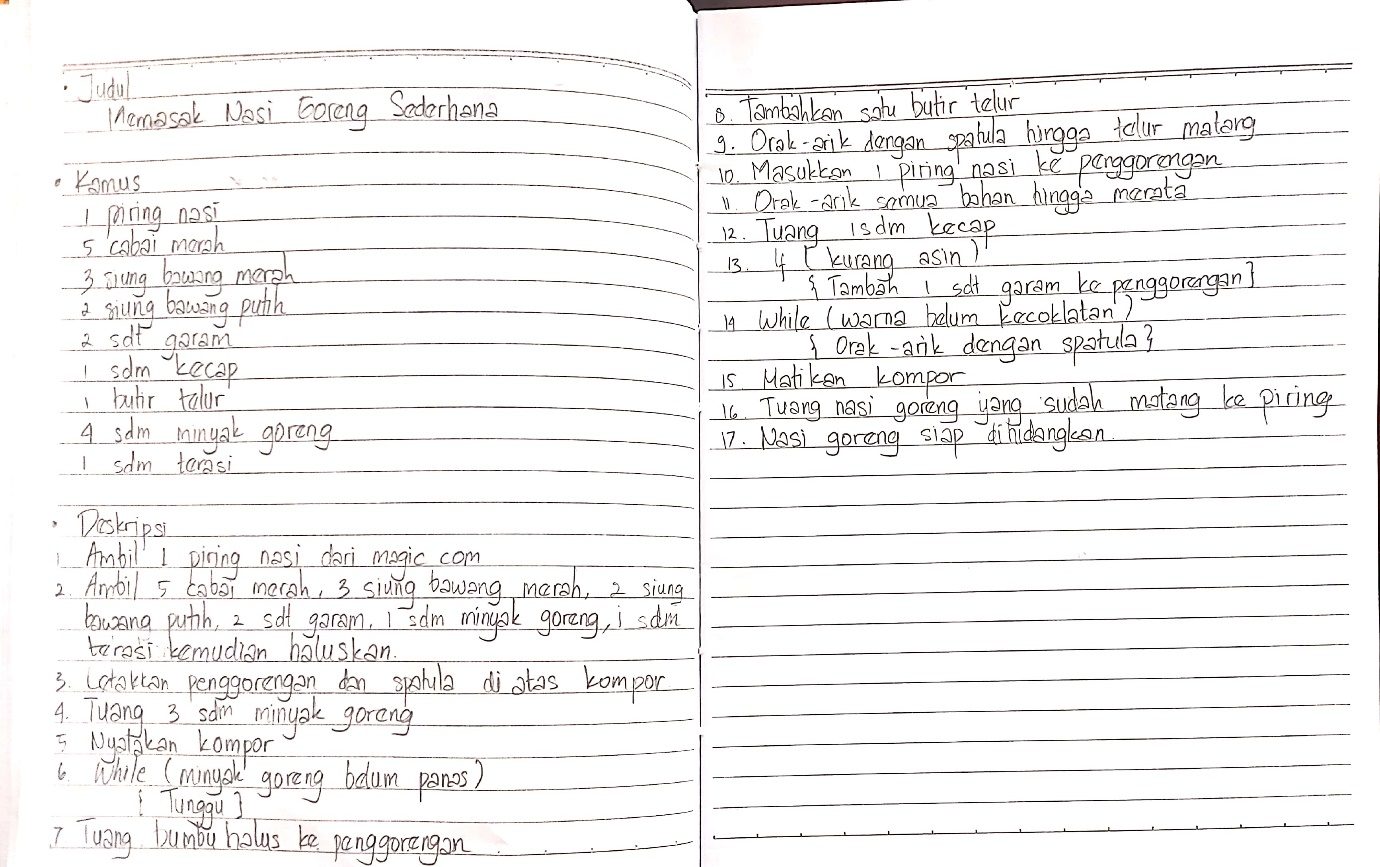 • Judul
Memasak Nasi Goreng Sederhana
• Kamus
1 piring nasi
5 cabai merah
3 siung bawang merah
2 siung bawang putih
2 sdt garam
1 sdm kecap
1 butir telur
4 sdm minyak goreng
1 sdm terasi
• Deskripsi
1 Ambil 1 piring nasi dari magic com
2. Ambil 5 cabai merah, 3 siung bawang merah, 2 siung
bawang putih, 2 sdt garam, 1 sdm minyak goreng, 1 sdm
terasi kemudian haluskan.
3. Letakkan penggorengan dan spatula di atas kompor
4. Tuang 3 sdm minyak goreng
5 Nyalakan kompor
6. While (minyak goreng belum panas)
{ Tunggu }
7 Tuang bumbu halus ke penggorengan
8. Tambahkan satu butir telur
9. Orak-arik dengan spatula hingga telur matang
10. Masukkan 1 piring nasi ke penggorengan
11. Orak-arik semua bahan hingga merata
12. Tuang 1 sdm kecap
13. If (kurang asin)
{ Tambah 1 sdt garam ke penggorengan }
14 While (warna belum kecoklatan)
{ Orak-arik dengan spatula }
15 Matikan kompor
16. Tuang nasi goreng yang sudah matang ke piring
17. Nasi goreng siap dihidangkan.